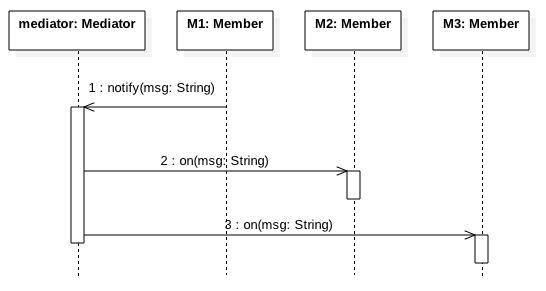 mediator: Mediator
M1: Member
M2: Member
M3: Member
1 : notify(msg: String)
2 : on(msg: String)
3 : on(msg: String)